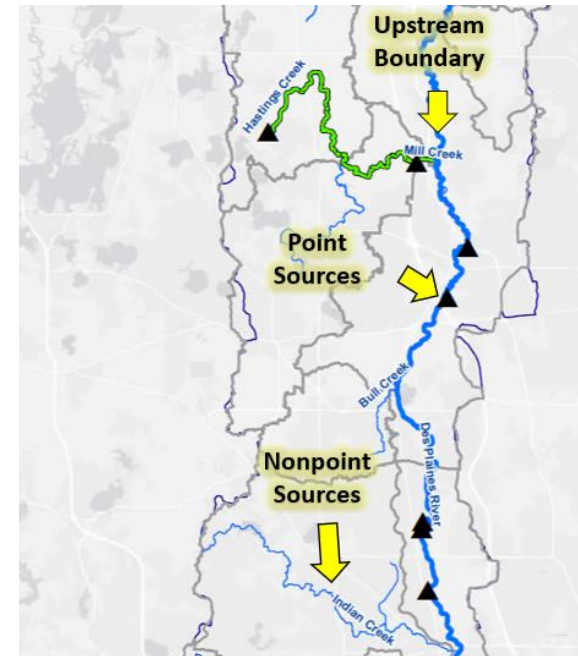 Upstream
Boundary
Hastings Creek
Mill Creek
Point
Sources
Bull Creek
Des Plaines River
Nonpoint
Sources
Indian Creek